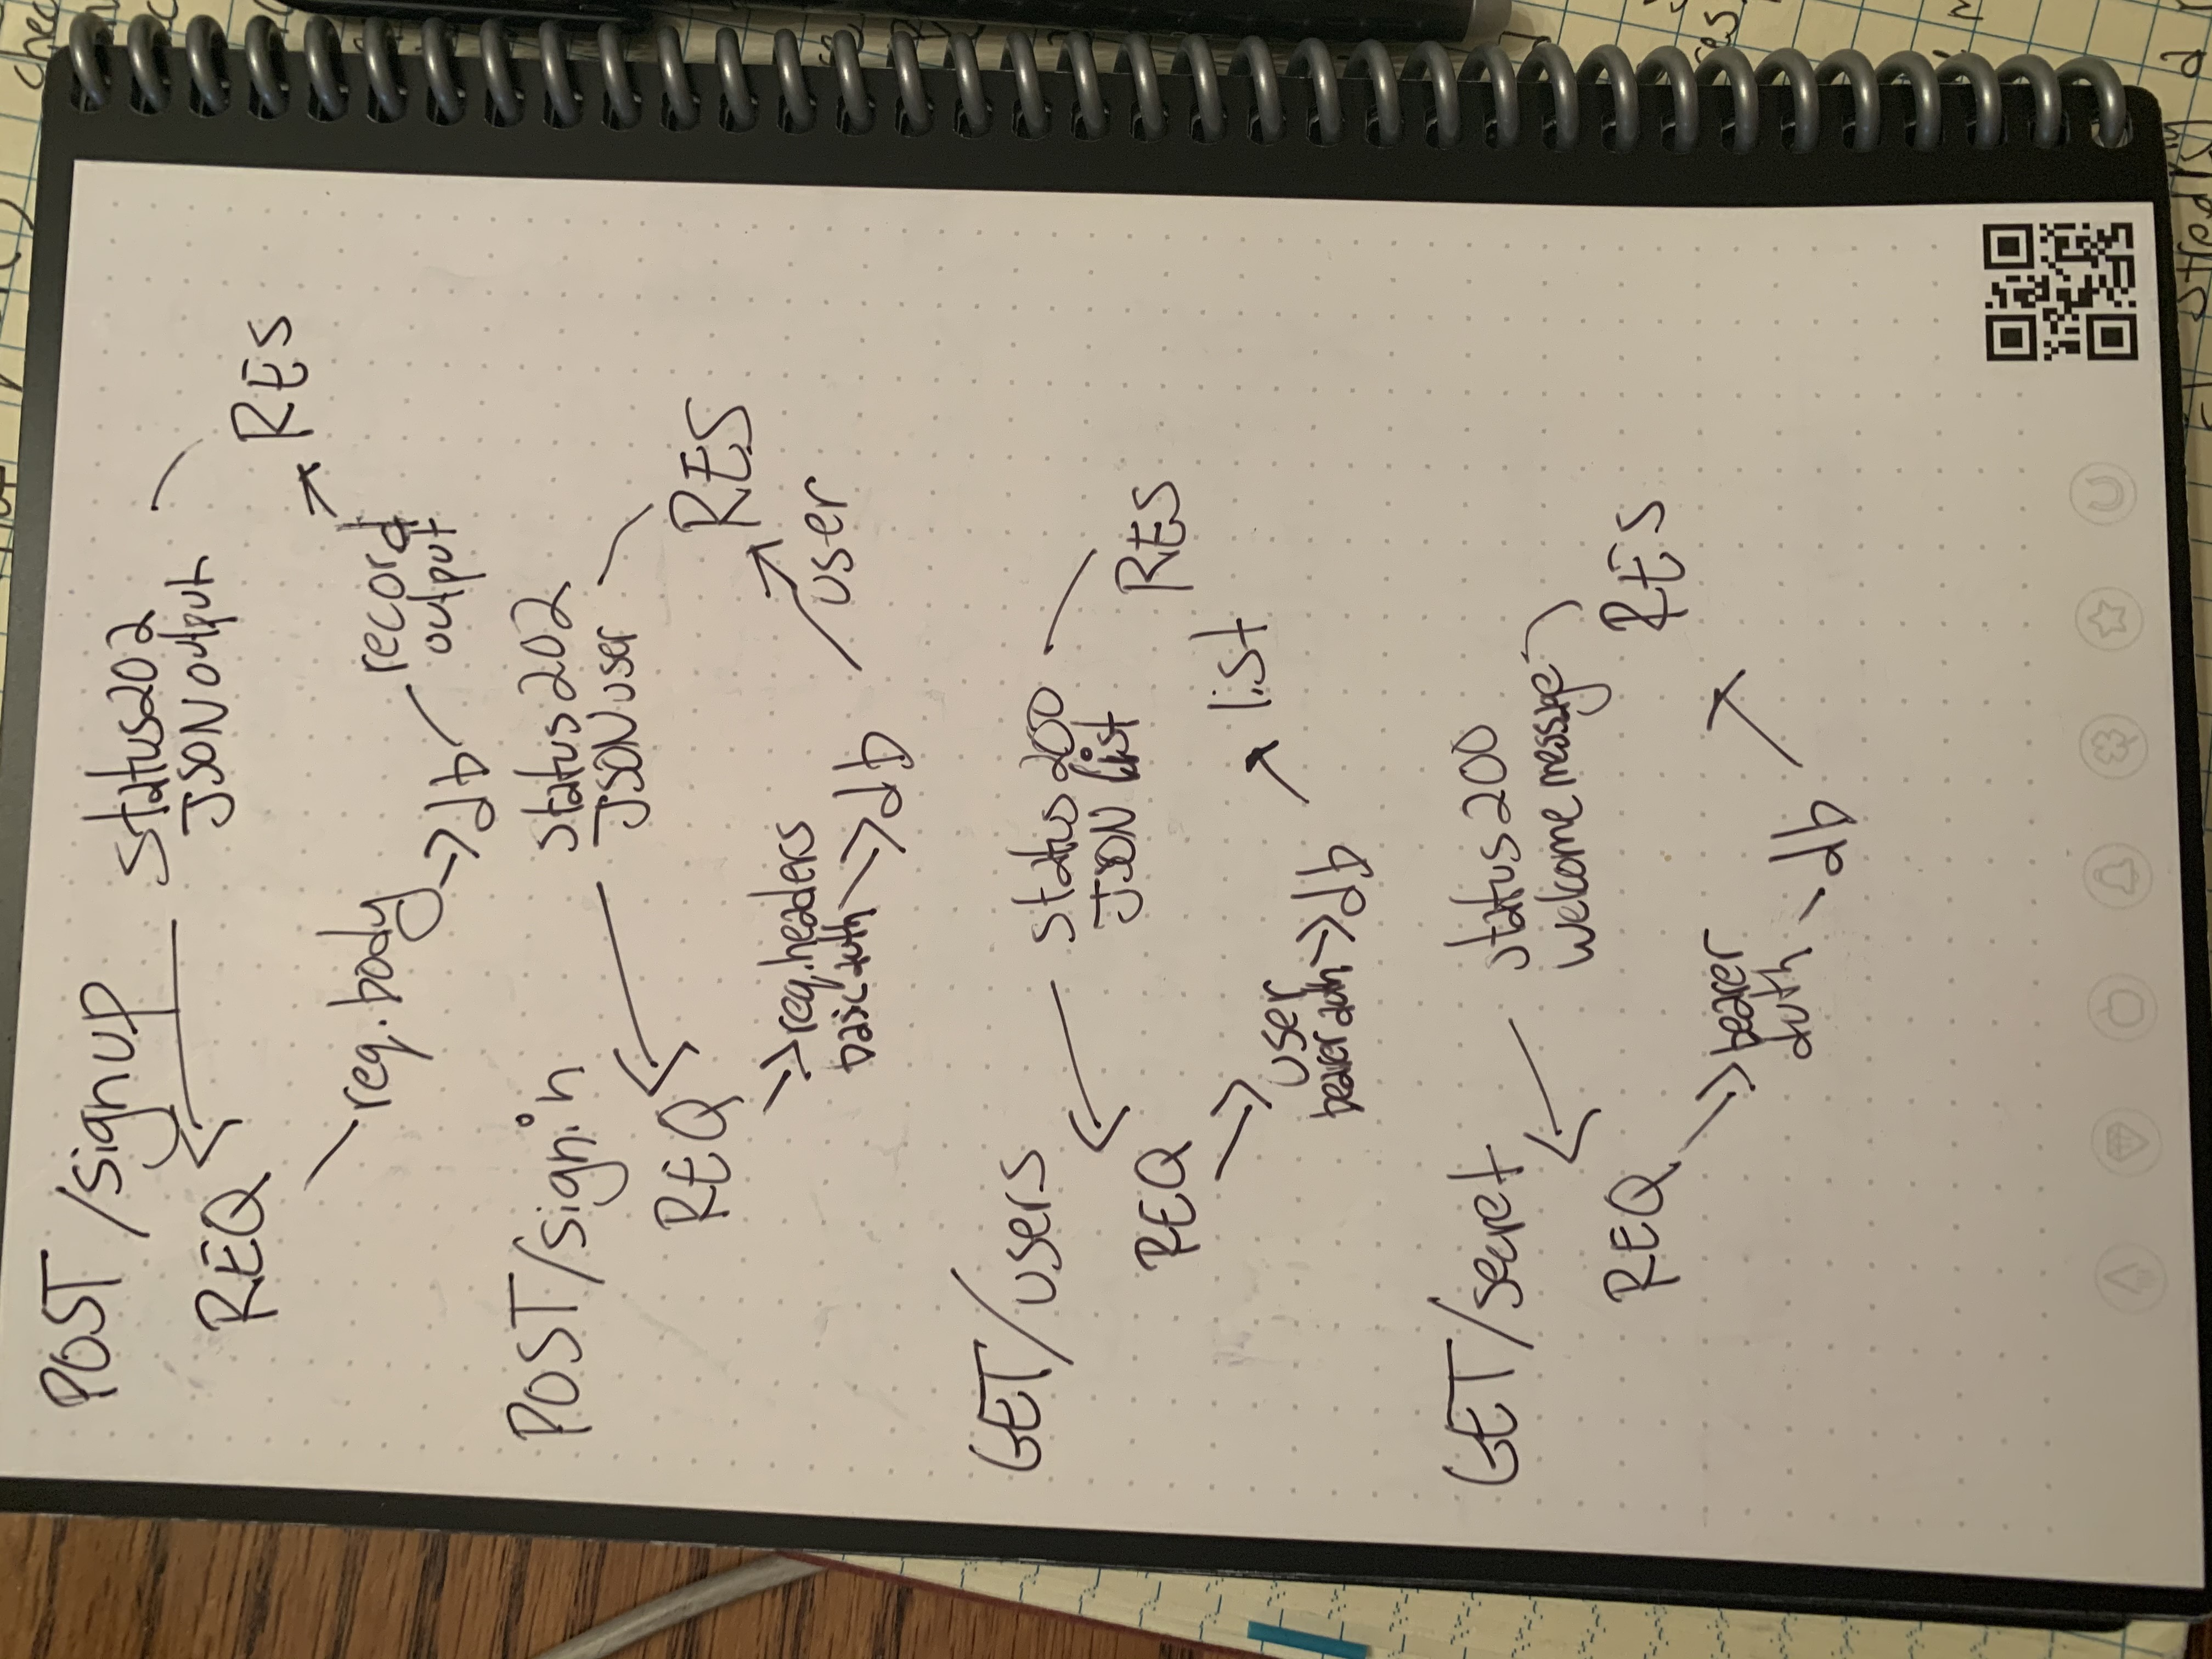 POST /signup
status 202
JSON output
REQ
RES
req.body
record
output
db
POST/signin
status 202
JSON user
REQ
RES
req.headers
basic auth
db
user
GET/users
status 200
JSON list
REQ
RES
list
user
bearer auth
db
GET/secret
status 200
welcome message
REQ
RES
bearer
auth
db